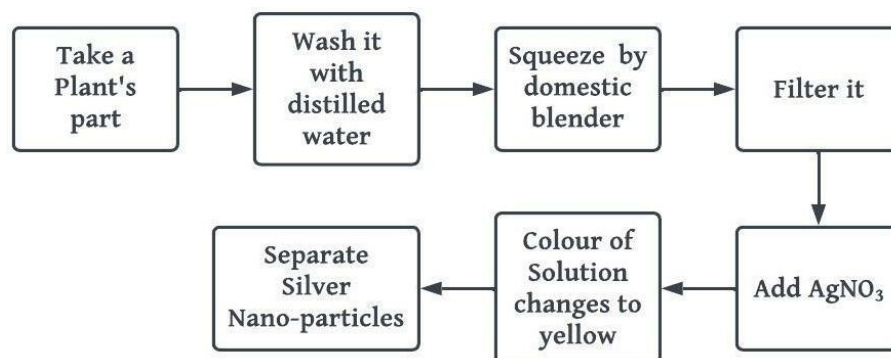 Take a
Plant's
part
Wash it
with
distilled
water
Squeeze by
domestic
blender
Filter it
Add AgNO₃
Colour of
Solution
changes to
yellow
Separate
Silver
Nano-particles